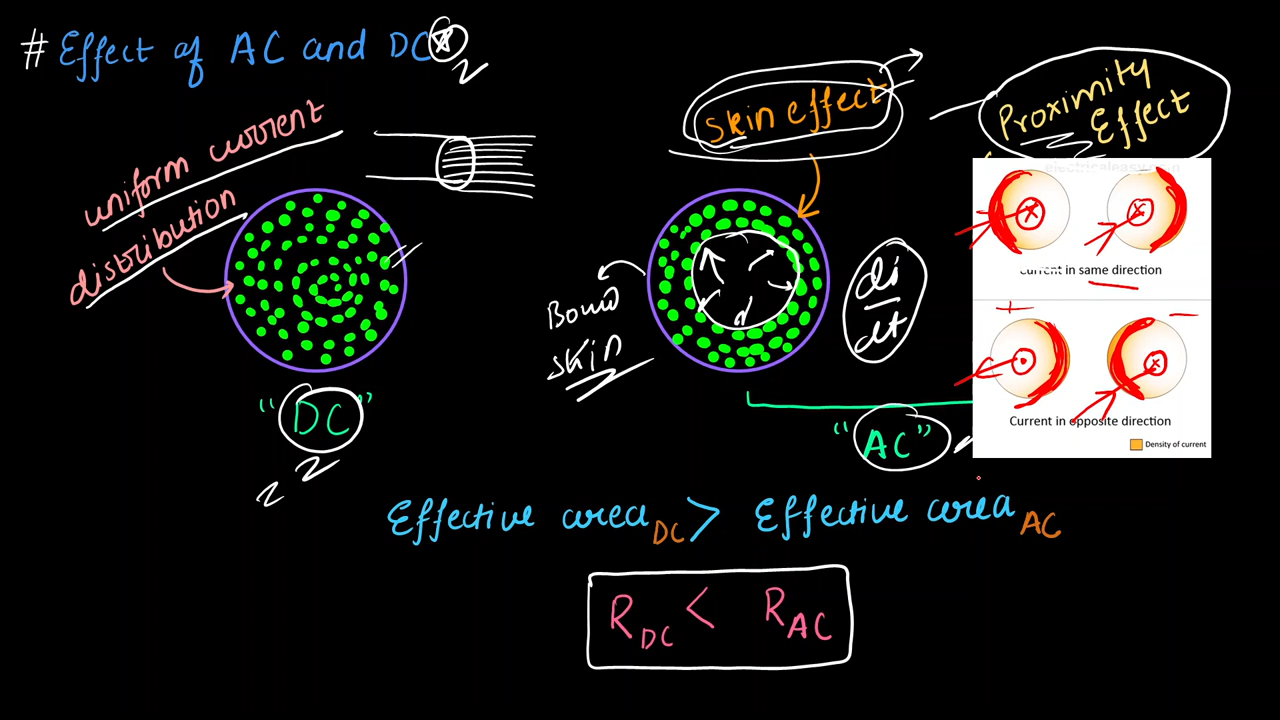 # Effect of AC and DC
uniform current
distribution
"DC"
skin effect
Proximity
Effect
skin
di
dt
"AC"
Current in same direction
+ −
Current in opposite direction
Density of current
Effective area DC > Effective area AC
R DC < R AC